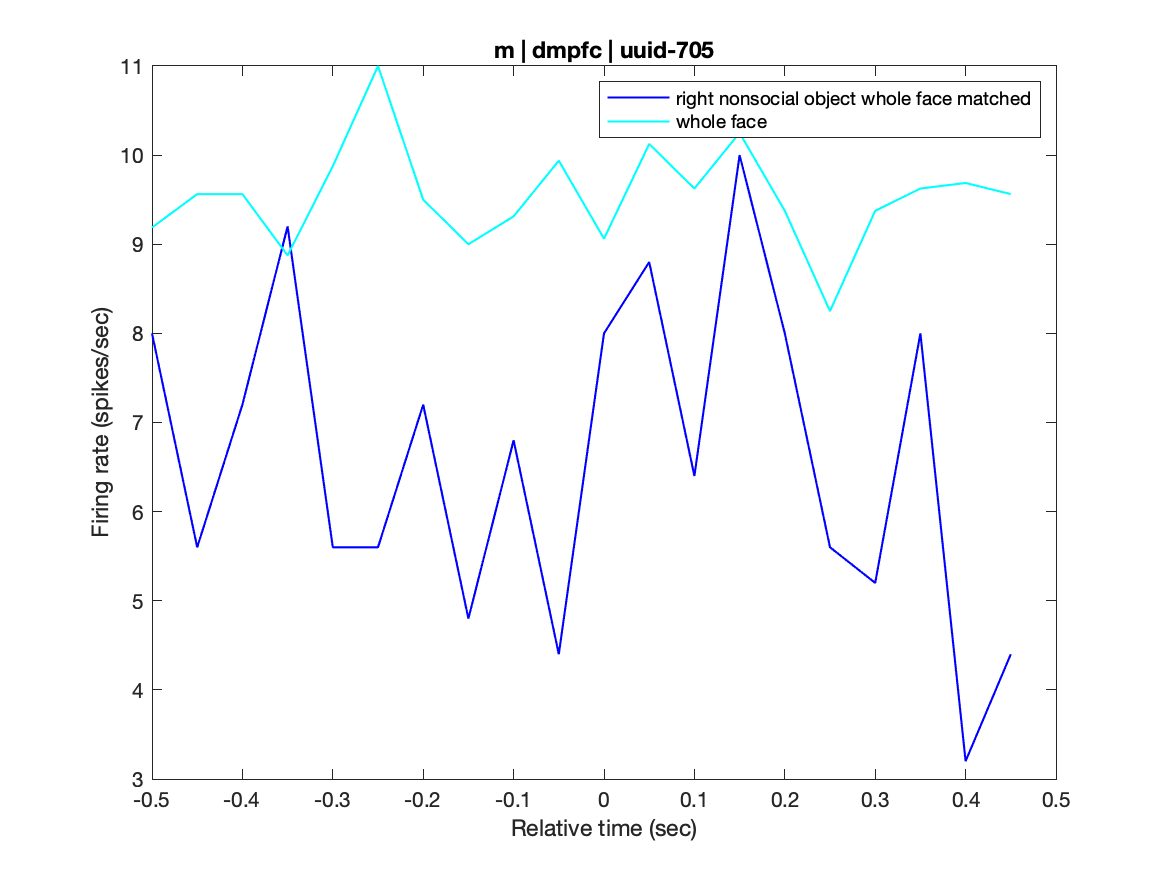 m | dmpfc | uuid-705
right nonsocial object whole face matched
whole face
Firing rate (spikes/sec)
11
10
9
8
7
6
5
4
3
-0.5 -0.4 -0.3 -0.2 -0.1 0 0.1 0.2 0.3 0.4 0.5
Relative time (sec)